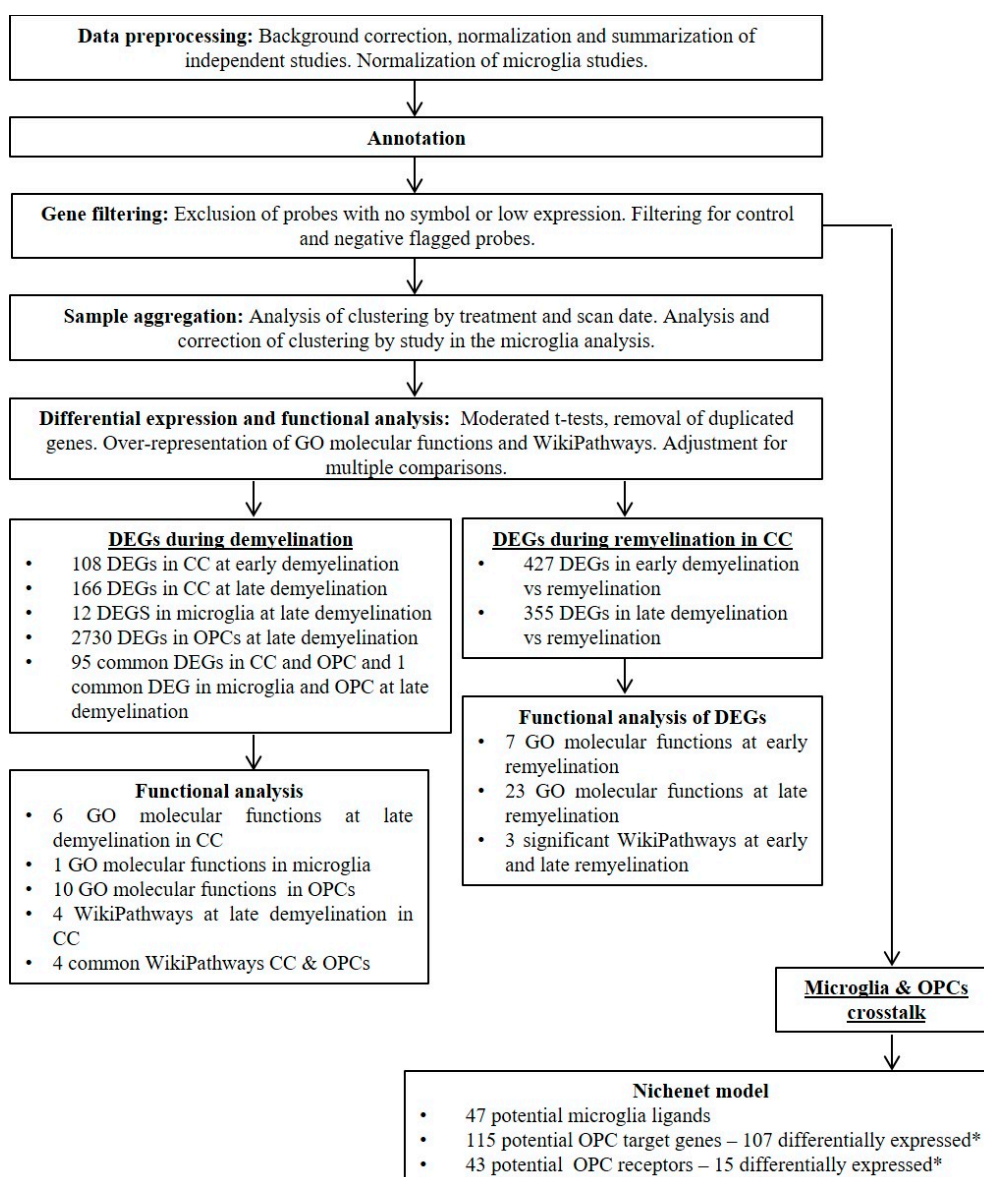 Data preprocessing: Background correction, normalization and summarization of
independent studies. Normalization of microglia studies.
Annotation
Gene filtering: Exclusion of probes with no symbol or low expression. Filtering for control
and negative flagged probes.
Sample aggregation: Analysis of clustering by treatment and scan date. Analysis and
correction of clustering by study in the microglia analysis.
Differential expression and functional analysis: Moderated t-tests, removal of duplicated
genes. Over-representation of GO molecular functions and WikiPathways. Adjustment for
multiple comparisons.
DEGs during demyelination
• 108 DEGs in CC at early demyelination
• 166 DEGs in CC at late demyelination
• 12 DEGS in microglia at late demyelination
• 2730 DEGs in OPCs at late demyelination
• 95 common DEGs in CC and OPC and 1
common DEG in microglia and OPC at late
demyelination
Functional analysis
• 6 GO molecular functions at late
demyelination in CC
• 1 GO molecular functions in microglia
• 10 GO molecular functions in OPCs
• 4 WikiPathways at late demyelination in
CC
• 4 common WikiPathways CC & OPCs
DEGs during remyelination in CC
• 427 DEGs in early demyelination
vs remyelination
• 355 DEGs in late demyelination
vs remyelination
Functional analysis of DEGs
• 7 GO molecular functions at early
remyelination
• 23 GO molecular functions at late
remyelination
• 3 significant WikiPathways at early
and late remyelination
Microglia & OPCs
crosstalk
Nichenet model
• 47 potential microglia ligands
• 115 potential OPC target genes – 107 differentially expressed*
• 43 potential OPC receptors – 15 differentially expressed*